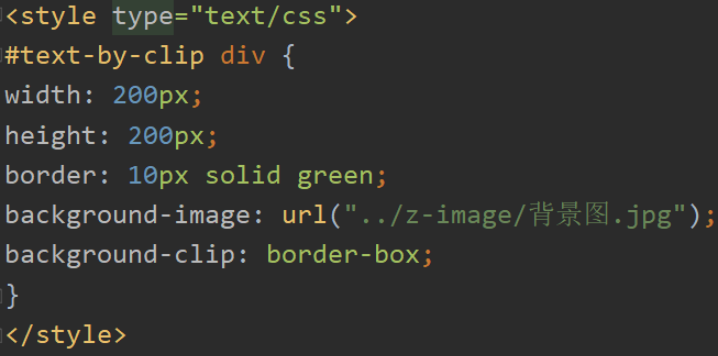 <style type="text/css">
#text-by-clip div {
width: 200px;
height: 200px;
border: 10px solid green;
background-image: url("../z-image/背景图.jpg");
background-clip: border-box;
}
</style>